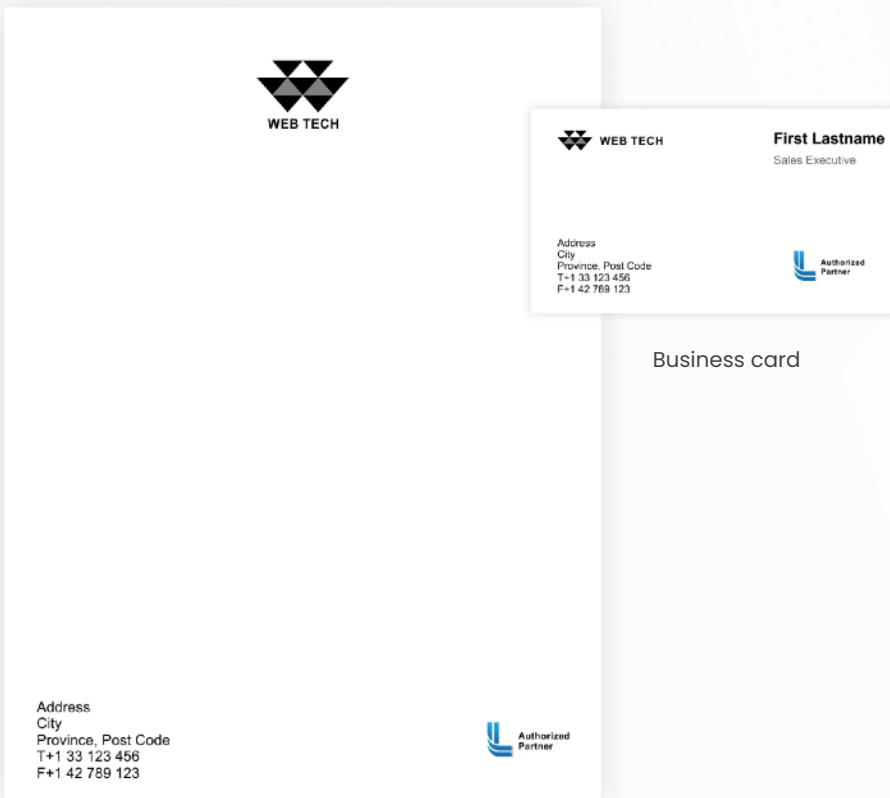 WEB TECH
WEB TECH
First Lastname
Sales Executive
Address
City
Province, Post Code
T+1 33 123 456
F+1 42 789 123
Authorized
Partner
Business card
Address
City
Province, Post Code
T+1 33 123 456
F+1 42 789 123
Authorized
Partner